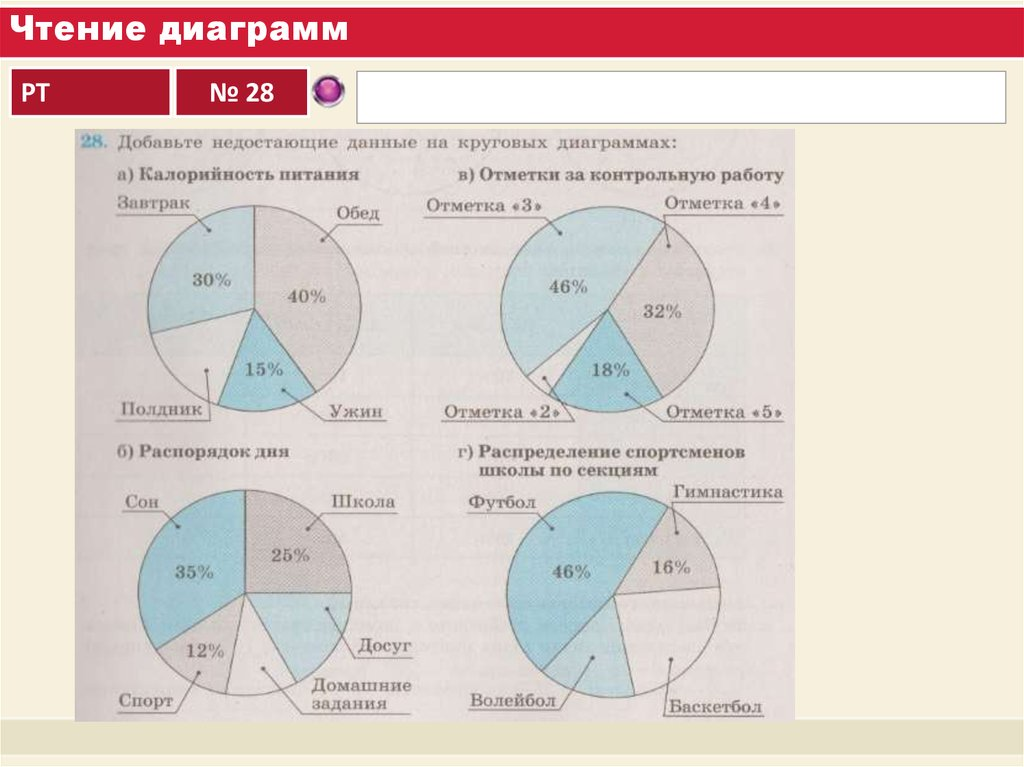 Чтение диаграмм
РТ
№ 28
28. Добавьте недостающие данные на круговых диаграммах:
а) Калорийность питания
Завтрак
Обед
30%
40%
15%
Полдник
Ужин
в) Отметки за контрольную работу
Отметка «3»
Отметка «4»
46%
32%
18%
Отметка «2»
Отметка «5»
б) Распорядок дня
Сон
Школа
25%
35%
12%
Досуг
Спорт
Домашние
задания
г) Распределение спортсменов
школы по секциям
Футбол
Гимнастика
46%
16%
Волейбол
Баскетбол